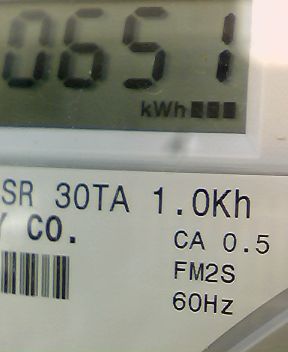 0651
kWh
SR 30TA 1.0Kh
Y CO.
CA 0.5
FM2S
60Hz